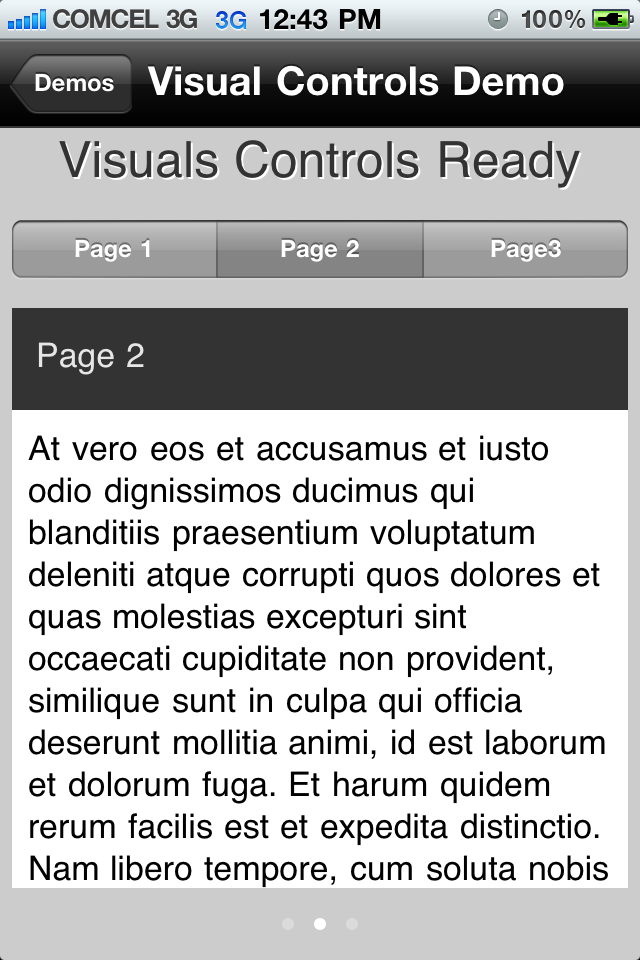 COMCEL 3G 3G 12:43 PM 100%
Demos Visual Controls Demo
Visuals Controls Ready
Page 1 Page 2 Page3
Page 2
At vero eos et accusamus et iusto
odio dignissimos ducimus qui
blanditiis praesentium voluptatum
deleniti atque corrupti quos dolores et
quas molestias excepturi sint
occaecati cupiditate non provident,
similique sunt in culpa qui officia
deserunt mollitia animi, id est laborum
et dolorum fuga. Et harum quidem
rerum facilis est et expedita distinctio.
Nam libero tempore, cum soluta nobis